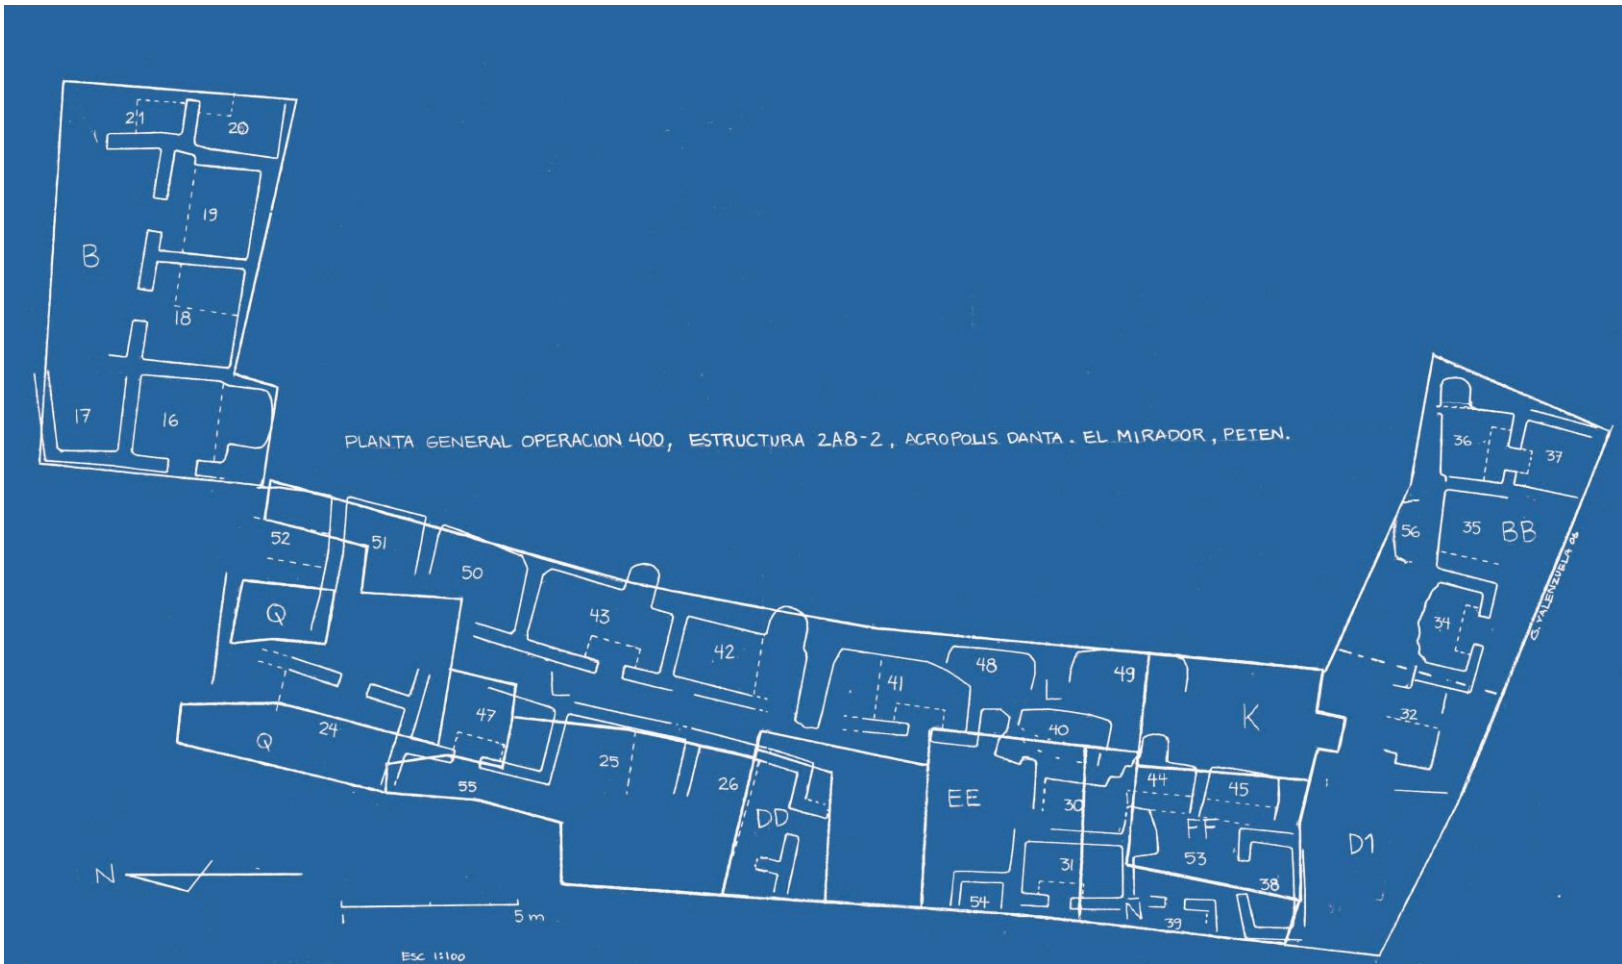 21
20
19
B
18
17
16
PLANTA GENERAL OPERACION 400, ESTRUCTURA 2A8-2, ACROPOLIS DANTA. EL MIRADOR, PETEN.
36
37
56
35
BB
G. VALENZUELA 06
34
52
51
50
Q
43
42
41
48
L
49
L
47
40
K
32
24
Q
25
26
55
DD
EE
30
44
45
FF
53
D1
31
38
54
N
39
N
5 m
ESC 1:100